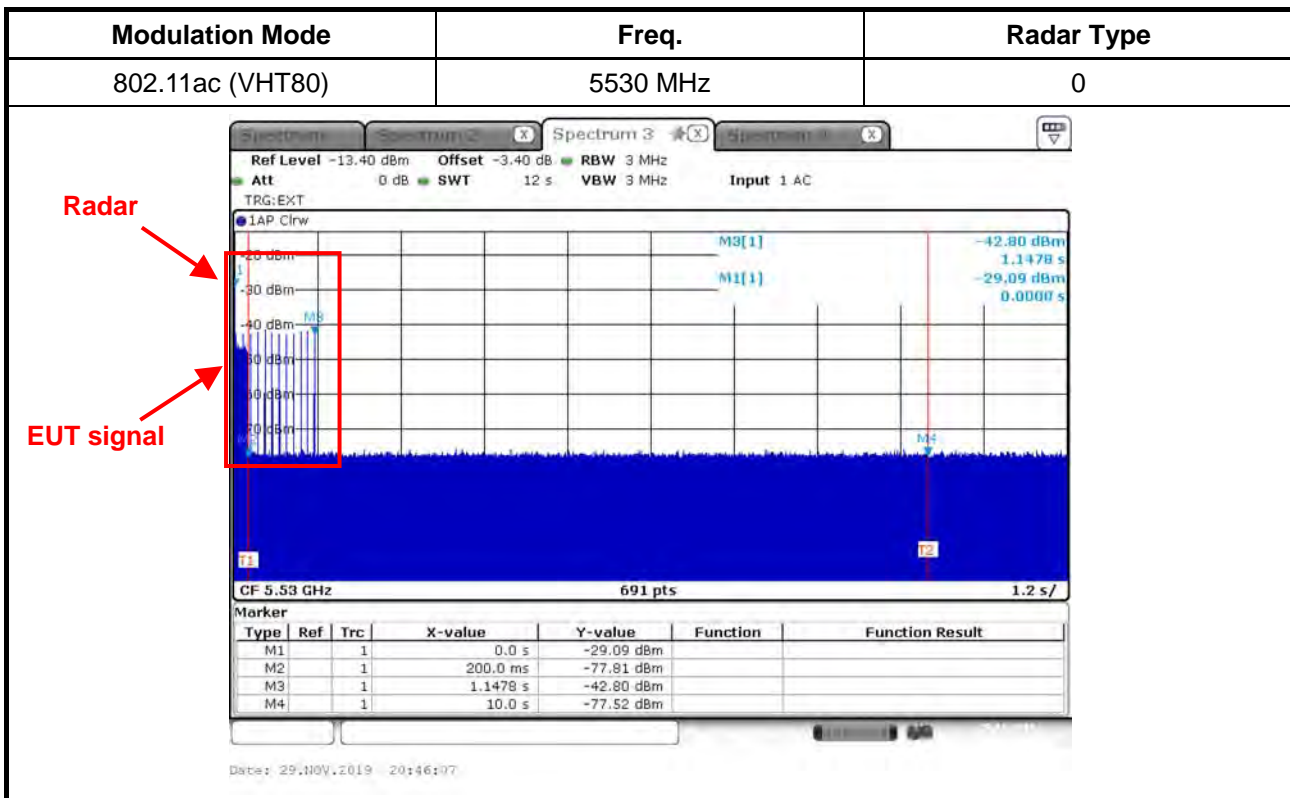 Modulation Mode Freq. Radar Type
802.11ac (VHT80) 5530 MHz 0
Spectrum 3
Ref Level -13.40 dBm Offset -3.40 dB RBW 3 MHz
Att 0 dB SWT 12 s VBW 3 MHz Input 1 AC
TRG:EXT
1AP Clrw
Radar
M3[1] -42.80 dBm
1.1478 s
M1[1] -29.09 dBm
0.0000 s
-20 dBm
-30 dBm
-40 dBm
M3
EUT signal
M4
T1
T2
CF 5.53 GHz 691 pts 1.2 s/
Marker
Type Ref Trc X-value Y-value Function Function Result
M1 1 0.0 s -29.09 dBm
M2 1 200.0 ms -77.81 dBm
M3 1 1.1478 s -42.80 dBm
M4 1 10.0 s -77.52 dBm
Date: 29.NOV.2019 20:46:07